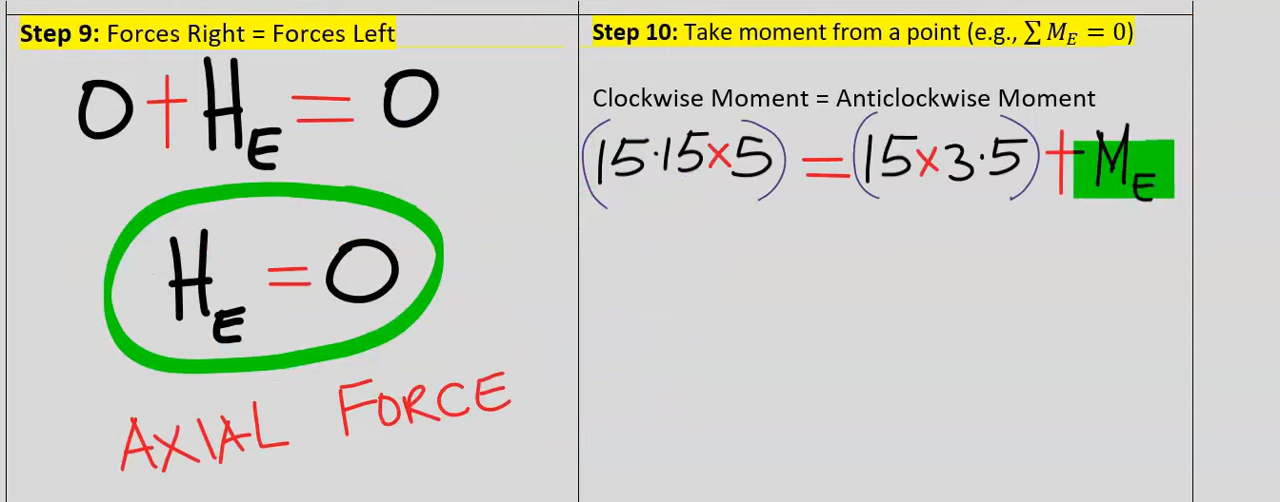 Step 9: Forces Right = Forces Left
0 + H_E = 0
H_E = 0
AXIAL FORCE
Step 10: Take moment from a point (e.g., ∑ M_E = 0)
Clockwise Moment = Anticlockwise Moment
(15.15 × 5) = (15 × 3.5) + M_E